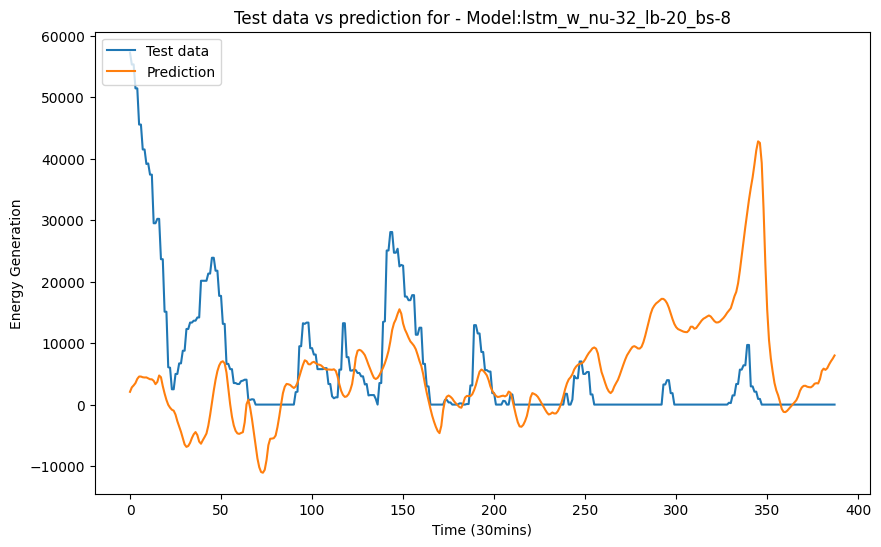 Test data vs prediction for - Model:lstm_w_nu-32_lb-20_bs-8
Test data
Prediction
Energy Generation
60000
50000
40000
30000
20000
10000
0
−10000
0 50 100 150 200 250 300 350 400
Time (30mins)